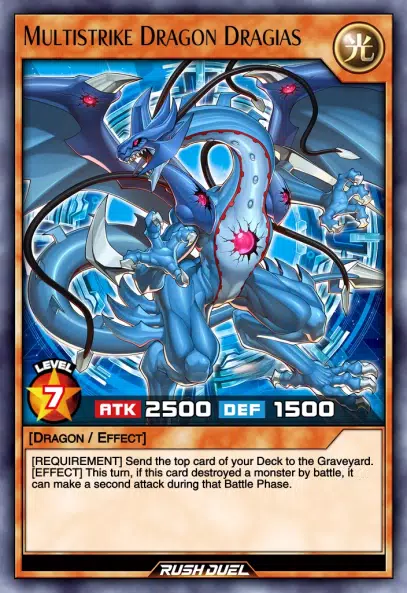 MULTISTRIKE DRAGON DRAGIAS
光
LEVEL
7
ATK 2500 DEF 1500
[DRAGON / EFFECT]
[REQUIREMENT] Send the top card of your Deck to the Graveyard.
[EFFECT] This turn, if this card destroyed a monster by battle, it
can make a second attack during that Battle Phase.
RUSH DUEL